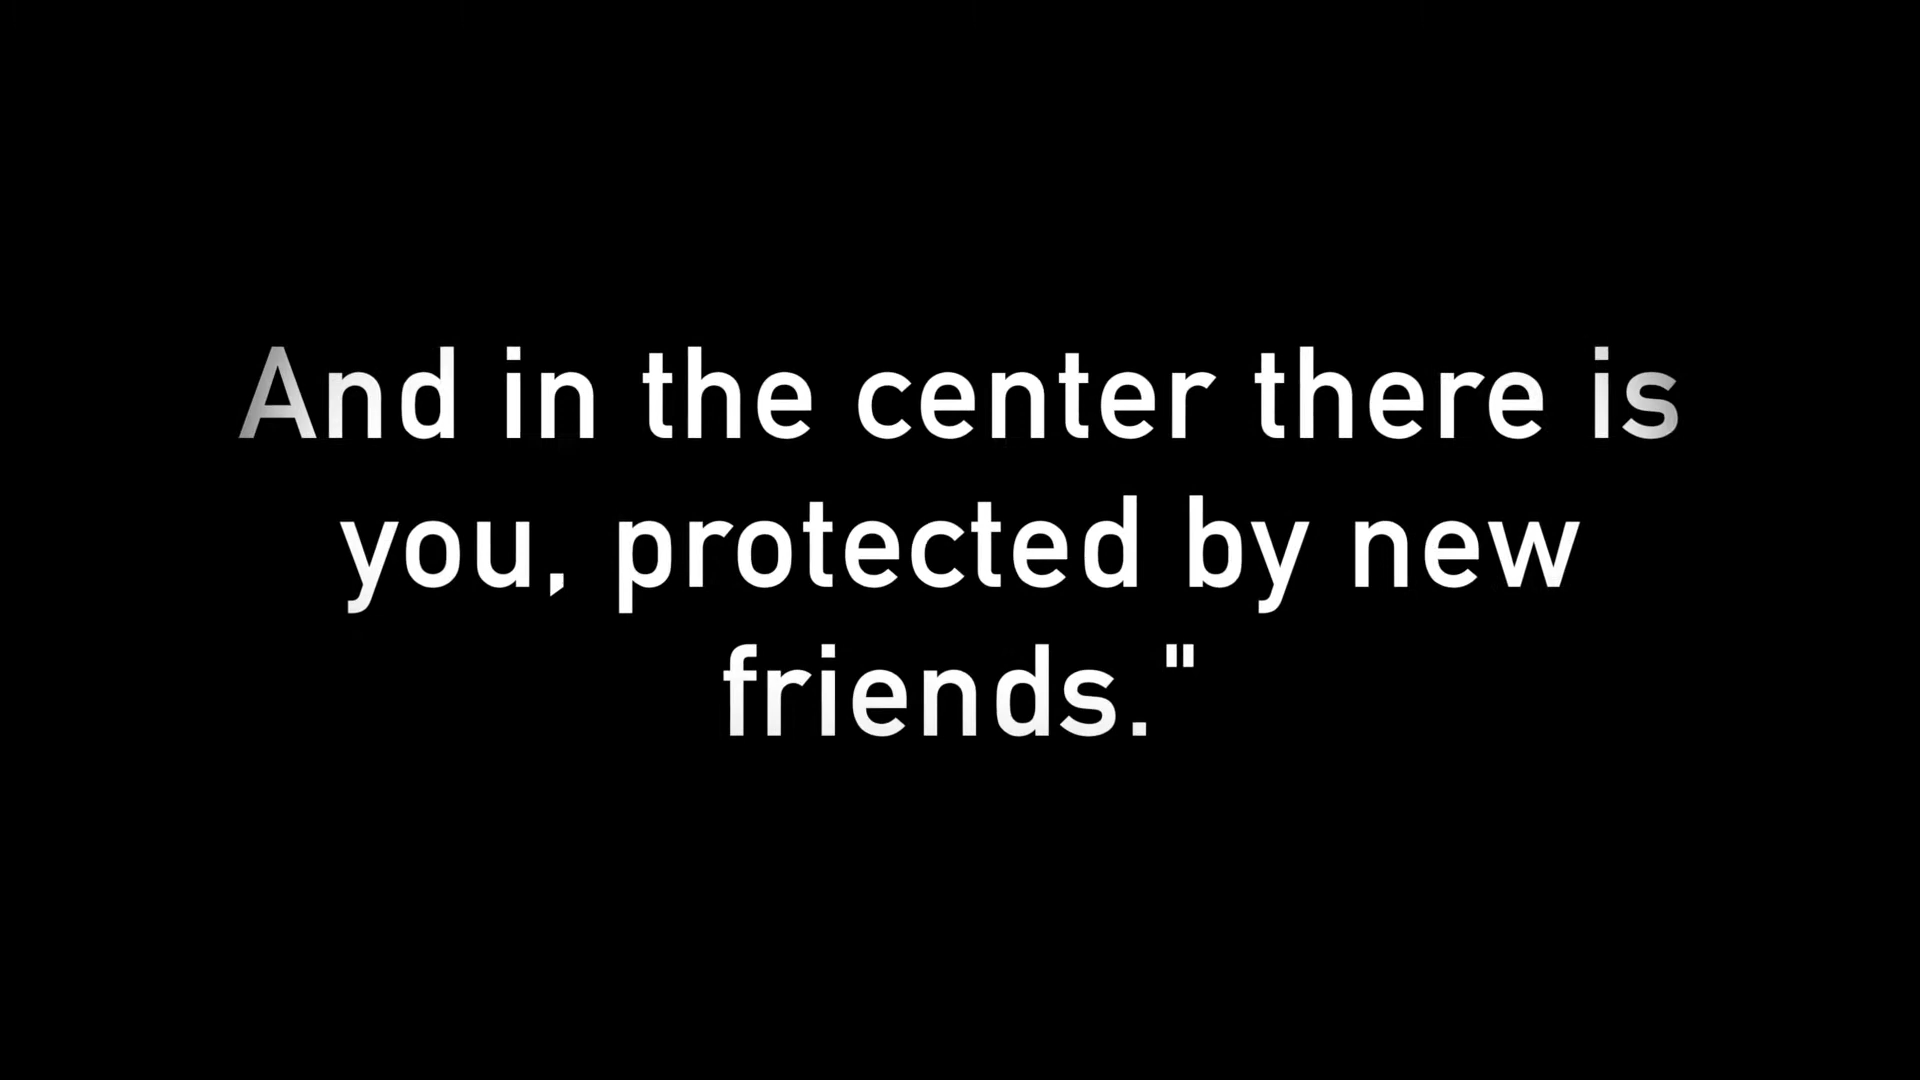 And in the center there is
you, protected by new
friends."